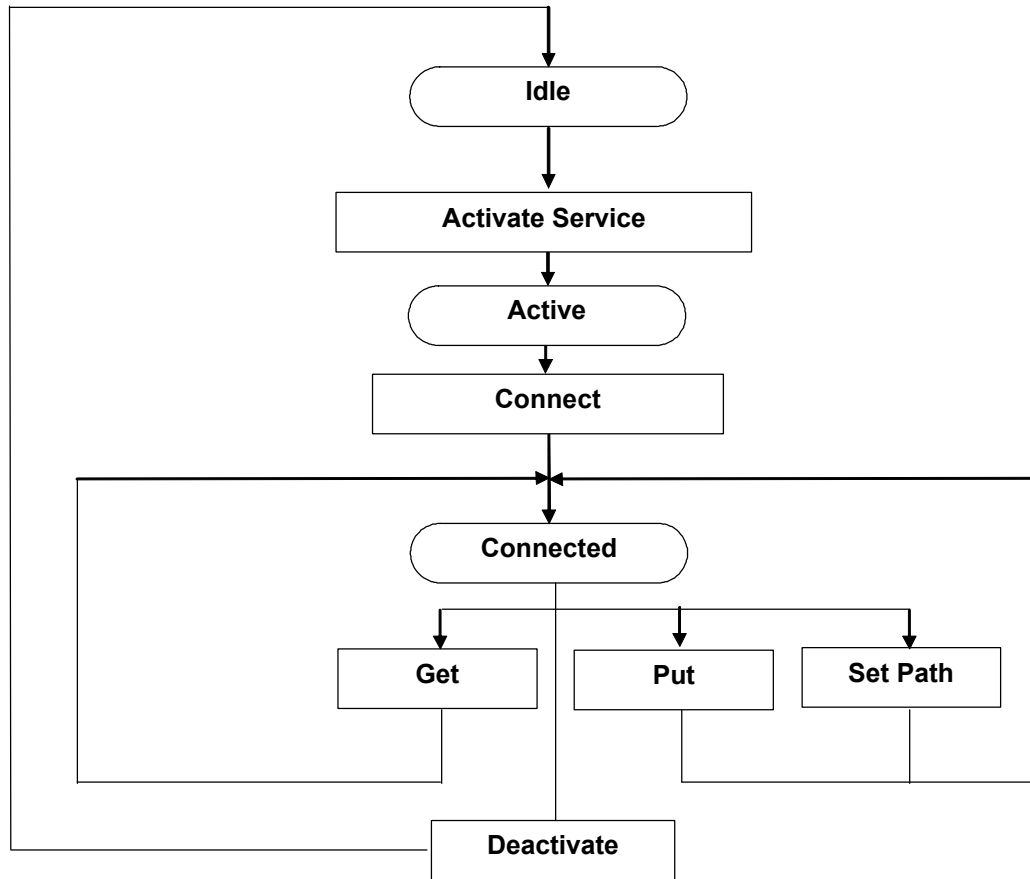 Idle
Activate Service
Active
Connect
Connected
Get
Put
Set Path
Deactivate